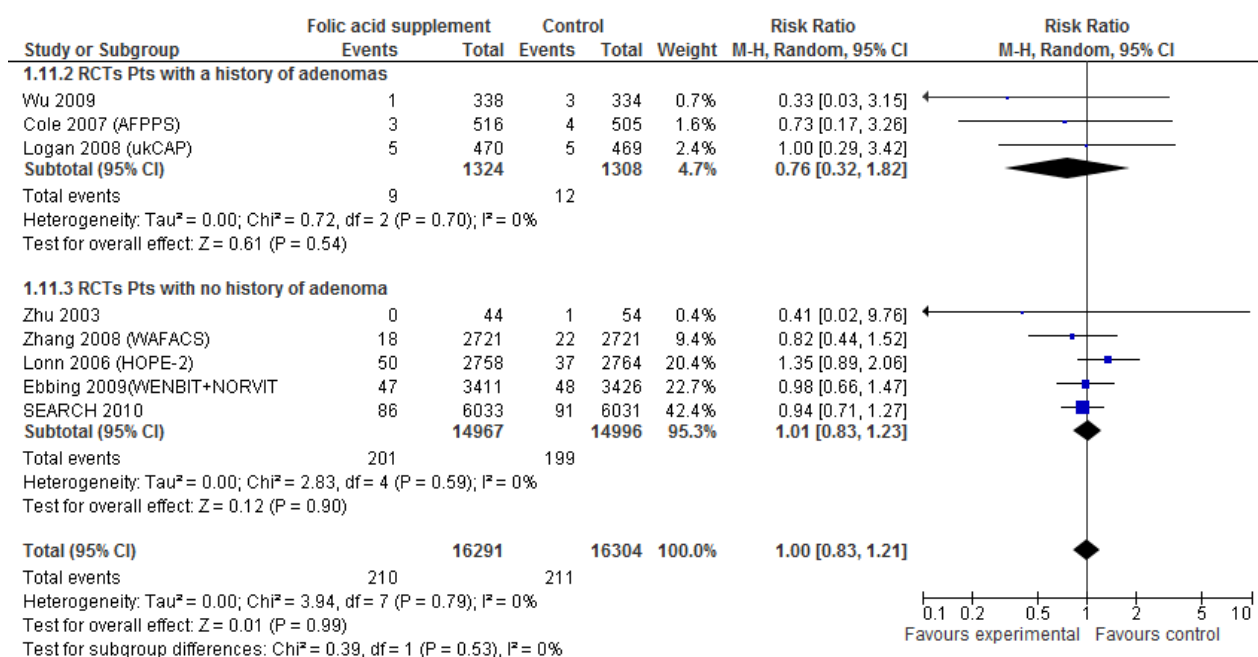 Folic acid supplement Control Risk Ratio Risk Ratio
Study or Subgroup Events Total Events Total Weight M-H, Random, 95% CI M-H, Random, 95% CI
1.11.2 RCTs Pts with a history of adenomas
Wu 2009 1 338 3 334 0.7% 0.33 [0.03, 3.15]
Cole 2007 (AFPPS) 3 516 4 505 1.6% 0.73 [0.17, 3.26]
Logan 2008 (ukCAP) 5 470 5 469 2.4% 1.00 [0.29, 3.42]
Subtotal (95% CI) 1324 1308 4.7% 0.76 [0.32, 1.82]
Total events 9 12
Heterogeneity: Tau² = 0.00; Chi² = 0.72, df = 2 (P = 0.70); I² = 0%
Test for overall effect: Z = 0.61 (P = 0.54)
1.11.3 RCTs Pts with no history of adenoma
Zhu 2003 0 44 1 54 0.4% 0.41 [0.02, 9.76]
Zhang 2008 (WAFACS) 18 2721 22 2721 9.4% 0.82 [0.44, 1.52]
Lonn 2006 (HOPE-2) 50 2758 37 2764 20.4% 1.35 [0.89, 2.06]
Ebbing 2009(WENBIT+NORVIT 47 3411 48 3426 22.7% 0.98 [0.66, 1.47]
SEARCH 2010 86 6033 91 6031 42.4% 0.94 [0.71, 1.27]
Subtotal (95% CI) 14967 14996 95.3% 1.01 [0.83, 1.23]
Total events 201 199
Heterogeneity: Tau² = 0.00; Chi² = 2.83, df = 4 (P = 0.59); I² = 0%
Test for overall effect: Z = 0.12 (P = 0.90)
Total (95% CI) 16291 16304 100.0% 1.00 [0.83, 1.21]
Total events 210 211
Heterogeneity: Tau² = 0.00; Chi² = 3.94, df = 7 (P = 0.79); I² = 0%
Test for overall effect: Z = 0.01 (P = 0.99)
Test for subgroup differences: Chi² = 0.39, df = 1 (P = 0.53), I² = 0%
0.1 0.2 0.5 1 2 5 10
Favours experimental Favours control